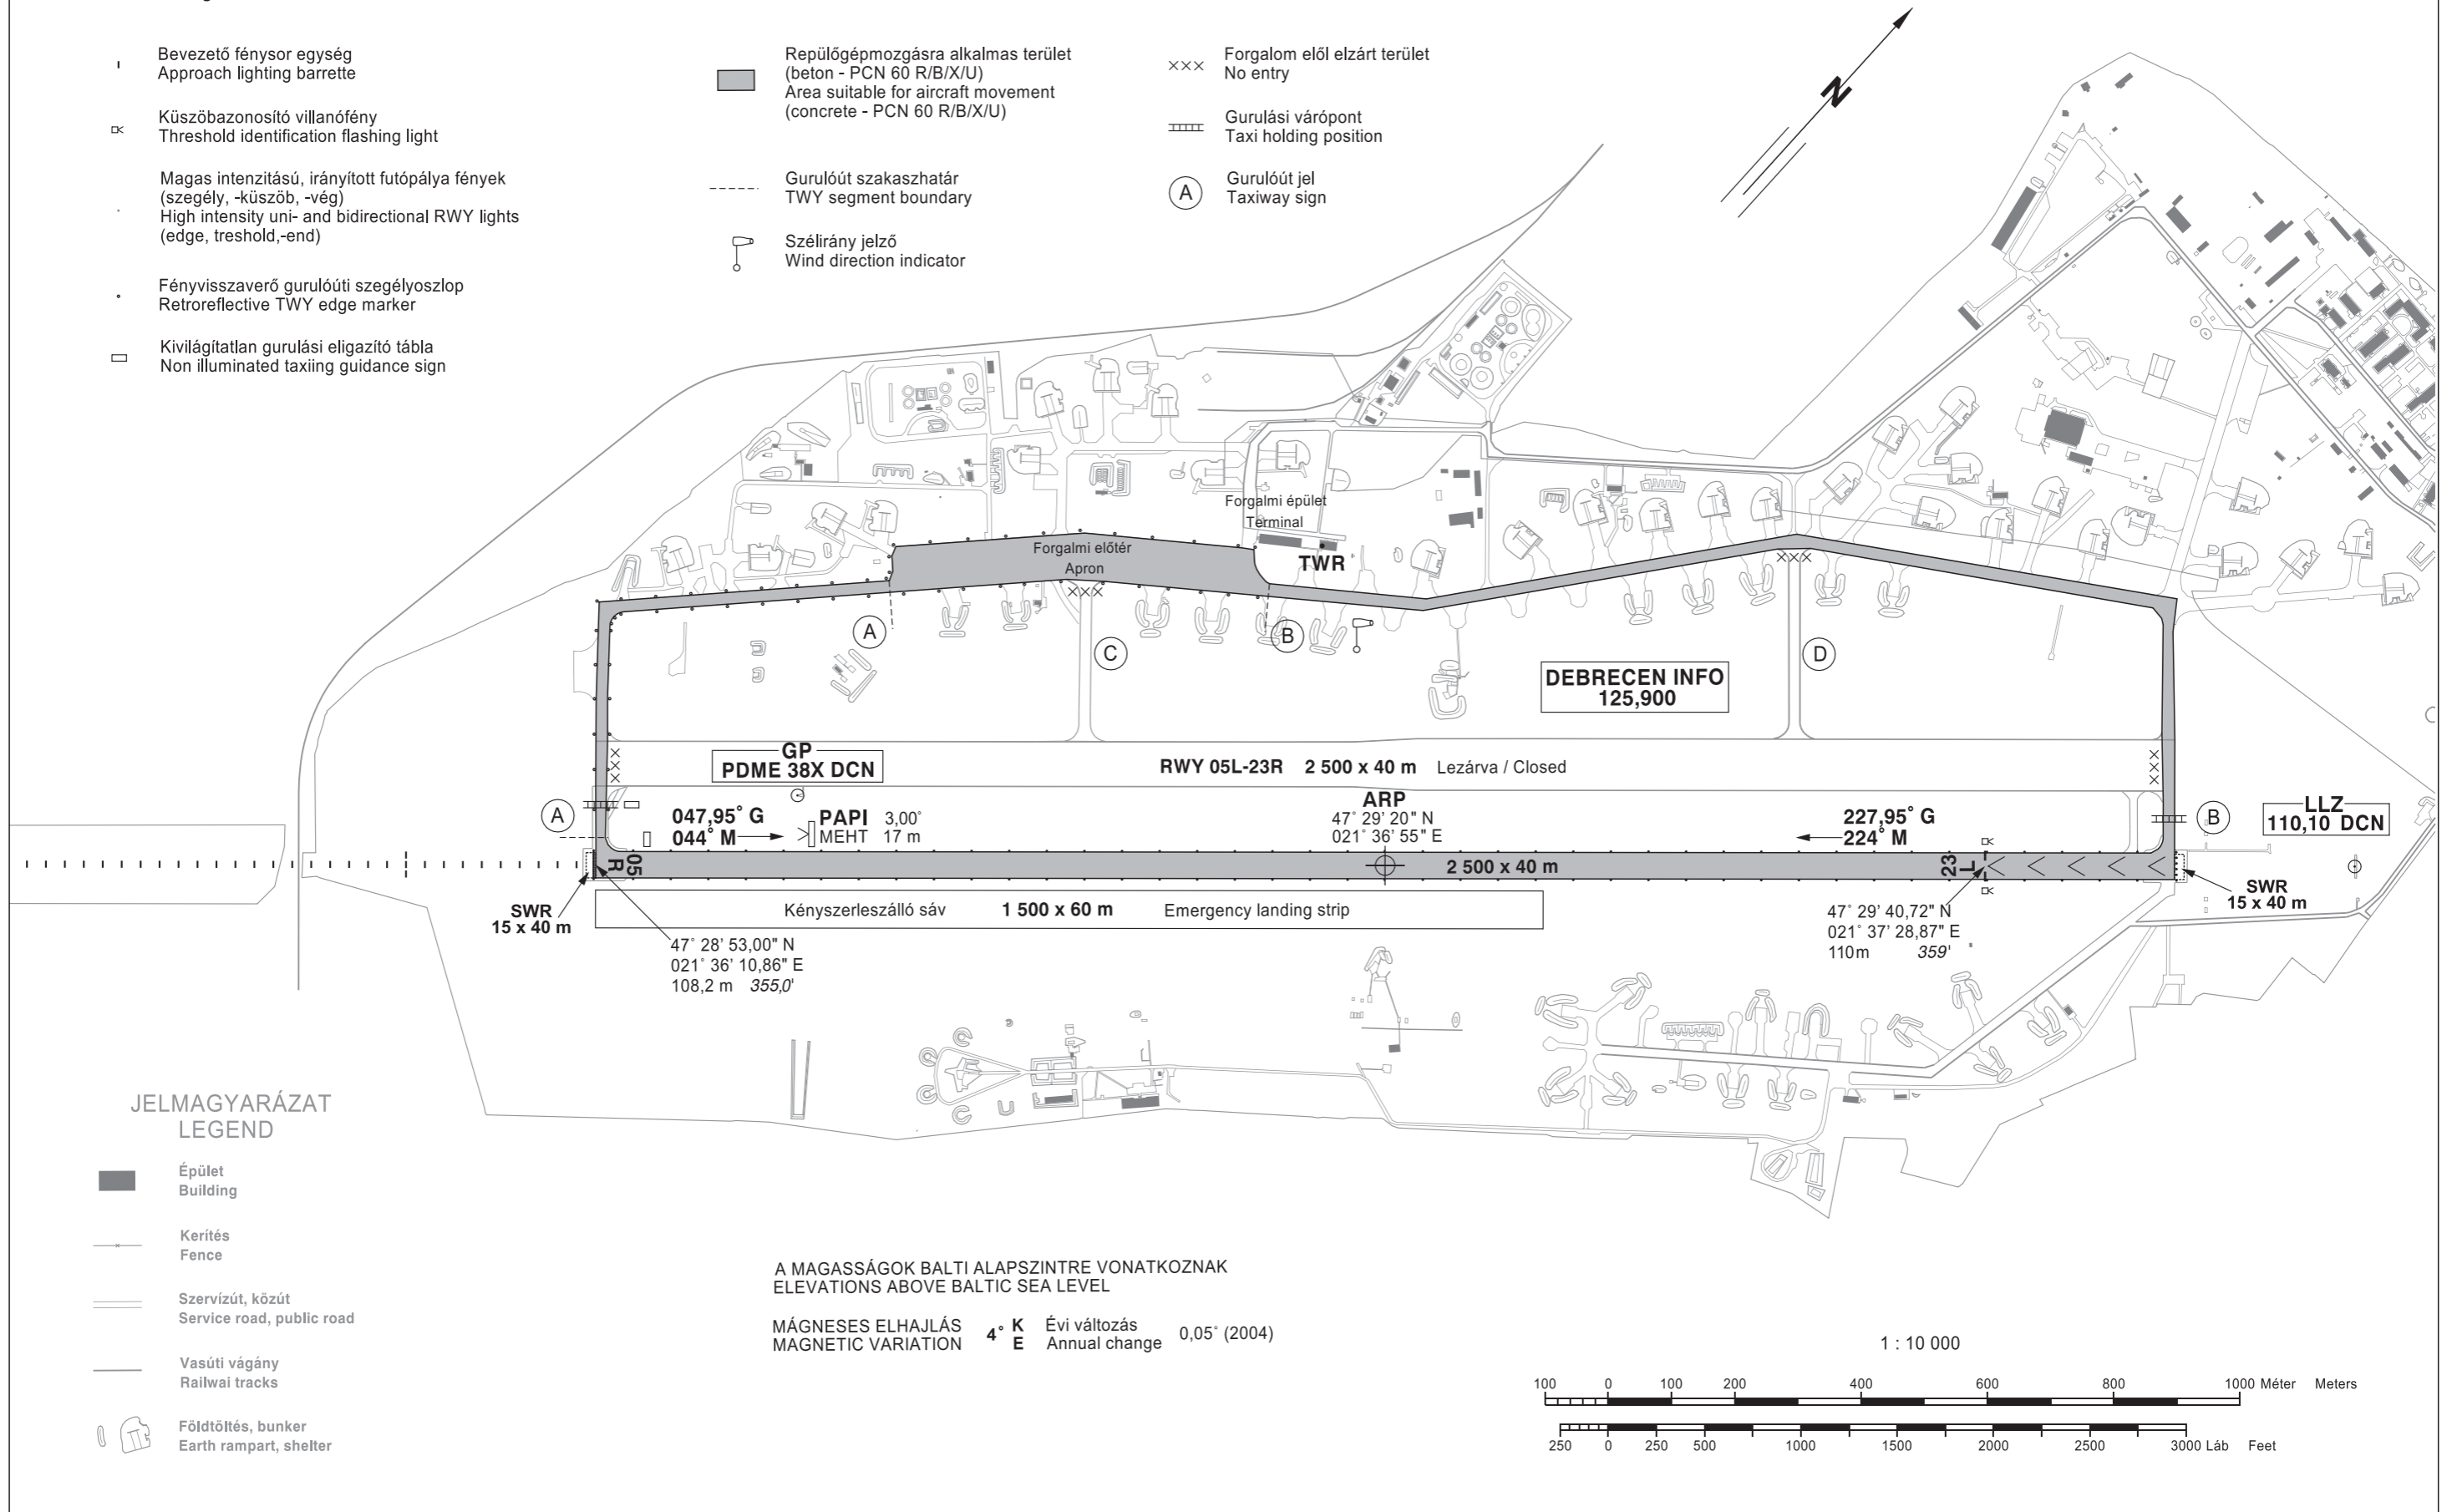 Bevezető fénysor egység
Approach lighting barrette
Küszöbazonosító villanófény
Threshold identification flashing light
Magas intenzitású, irányított futópálya fények
(szegély, -küszöb, -vég)
High intensity uni- and bidirectional RWY lights
(edge, treshold,-end)
Fényvisszaverő gurulóúti szegélyoszlop
Retroreflective TWY edge marker
Kivilágítatlan gurulási eligazító tábla
Non illuminated taxiing guidance sign
Repülőgépmozgásra alkalmas terület
(beton - PCN 60 R/B/X/U)
Area suitable for aircraft movement
(concrete - PCN 60 R/B/X/U)
Gurulóút szakaszhatár
TWY segment boundary
Szélirány jelző
Wind direction indicator
Forgalom elől elzárt terület
No entry
Gurulási várópont
Taxi holding position
A
Gurulóút jel
Taxiway sign
N
Forgalmi épület
Terminal
TWR
Forgalmi előtér
Apron
A
B
C
D
DEBRECEN INFO
125,900
GP
PDME 38X DCN
RWY 05L-23R 2 500 x 40 m Lezárva / Closed
A
047,95° G
044° M
PAPI 3,00°
MEHT 17 m
ARP
47° 29' 20" N
021° 36' 55" E
227,95° G
224° M
B
LLZ
110,10 DCN
05
R
2 500 x 40 m
23
L
SWR
15 x 40 m
Kényszerleszálló sáv 1 500 x 60 m Emergency landing strip
SWR
15 x 40 m
47° 28' 53,00" N
021° 36' 10,86" E
108,2 m 355,0'
47° 29' 40,72" N
021° 37' 28,87" E
110m 359'
JELMAGYARÁZAT
LEGEND
Épület
Building
Kerítés
Fence
Szervízút, közút
Service road, public road
Vasúti vágány
Railwai tracks
Földtöltés, bunker
Earth rampart, shelter
A MAGASSÁGOK BALTI ALAPSZINTRE VONATKOZNAK
ELEVATIONS ABOVE BALTIC SEA LEVEL
MÁGNESES ELHAJLÁS 4° K Évi változás 0,05° (2004)
MAGNETIC VARIATION E Annual change
1 : 10 000
100 0 100 200 400 600 800 1000 Méter Meters
250 0 250 500 1000 1500 2000 2500 3000 Láb Feet